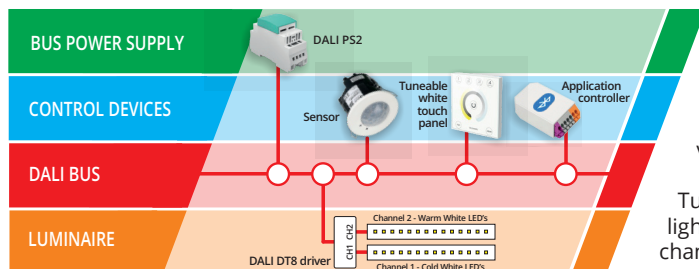 BUS POWER SUPPLY
DALI PS2
CONTROL DEVICES
Sensor
Tuneable
white
touch
panel
Application
controller
DALI BUS
LUMINAIRE
DALI DT8 driver
CH2
CH1
Channel 2 - Warm White LED's
Channel 1 - Cold White LED's
Tu
ligh
chan